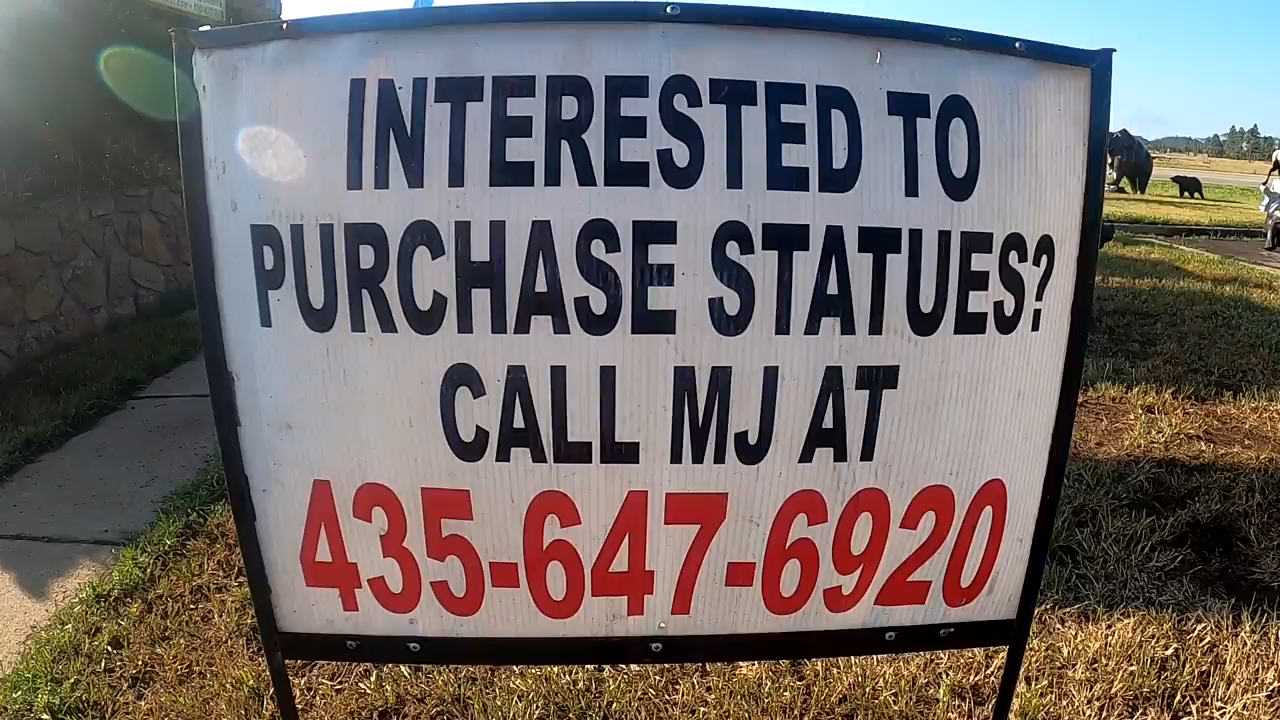 INTERESTED TO
PURCHASE STATUES?
CALL MJ AT
435-647-6920